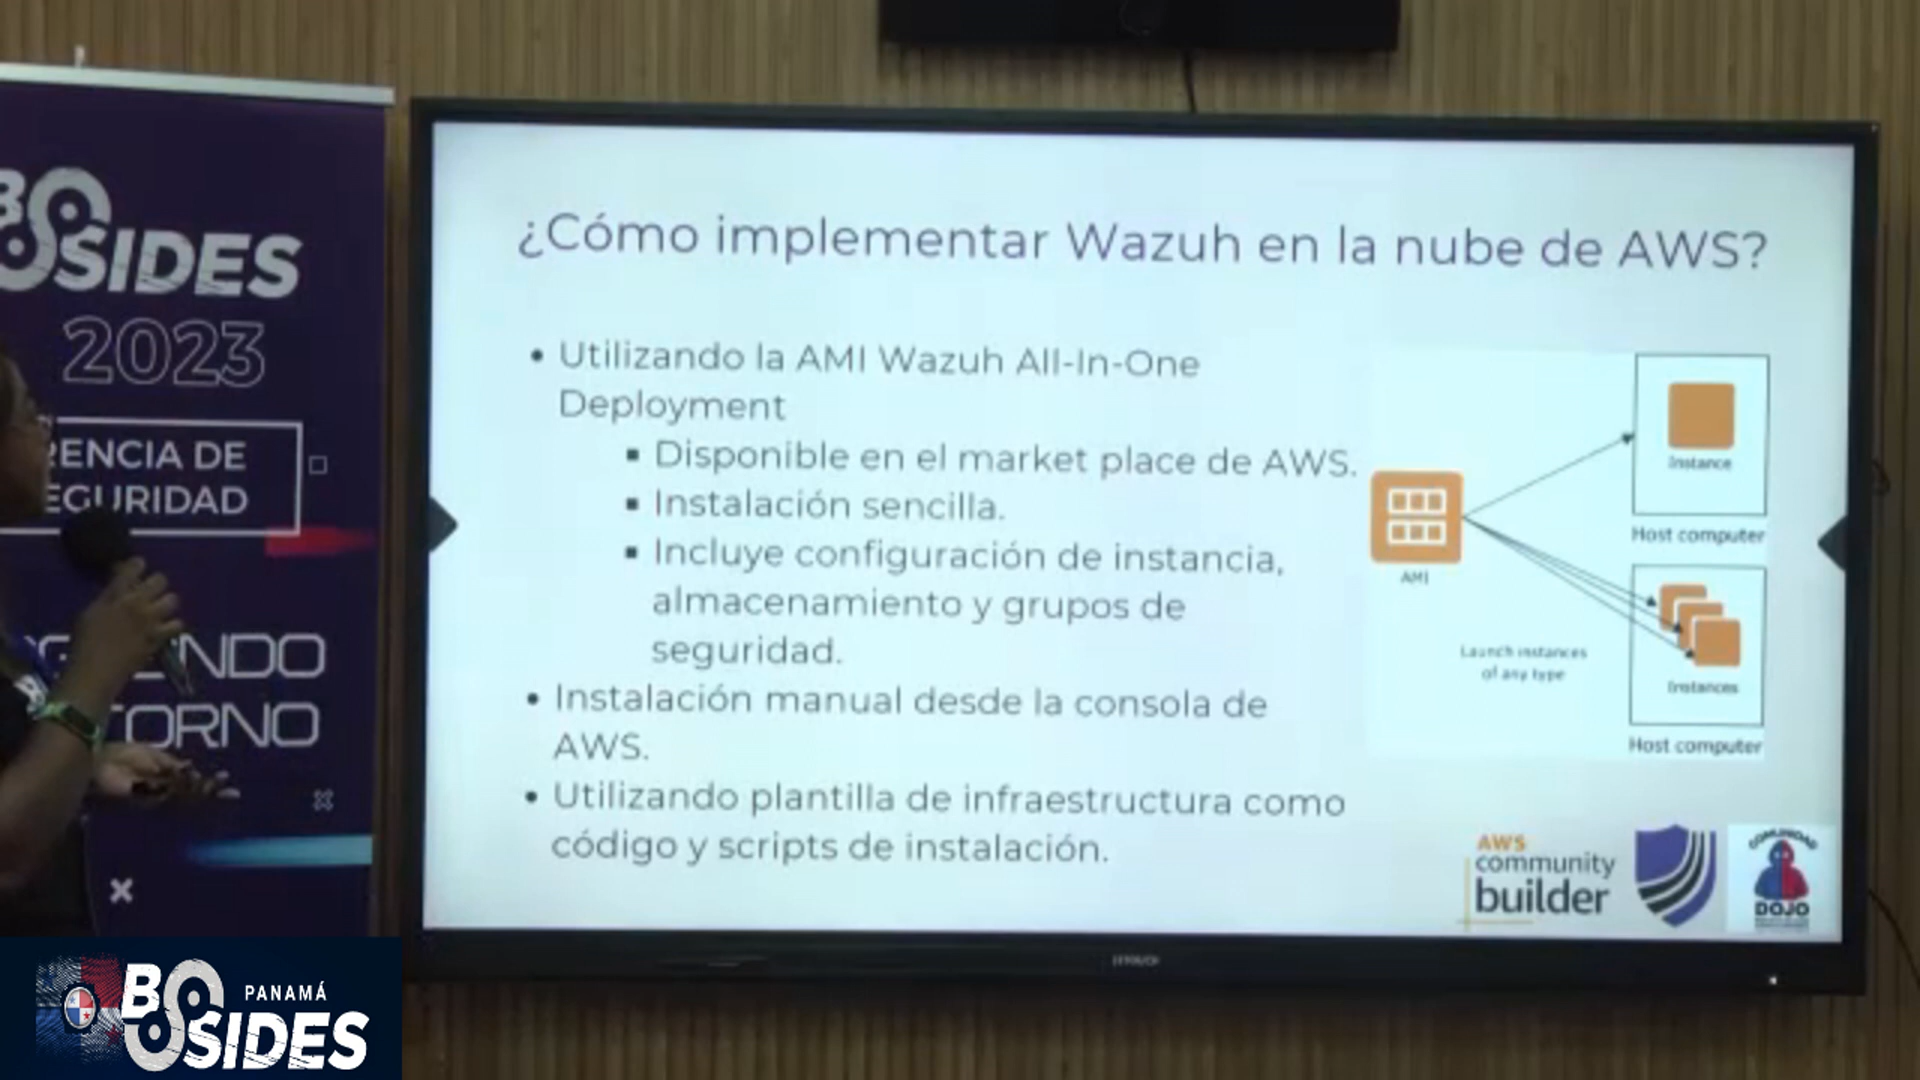 BSIDES
2023
RENCIA DE
EGURIDAD
NDO
TORNO
¿Cómo implementar Wazuh en la nube de AWS?
• Utilizando la AMI Wazuh All-In-One
Deployment
▪ Disponible en el market place de AWS.
▪ Instalación sencilla.
▪ Incluye configuración de instancia,
almacenamiento y grupos de
seguridad.
• Instalación manual desde la consola de
AWS.
• Utilizando plantilla de infraestructura como
código y scripts de instalación.
Instance
Host computer
AMI
Launch instances
of any type
Instances
Host computer
AWS
community
builder
COMUNIDAD
DOJO
BSIDES PANAMÁ